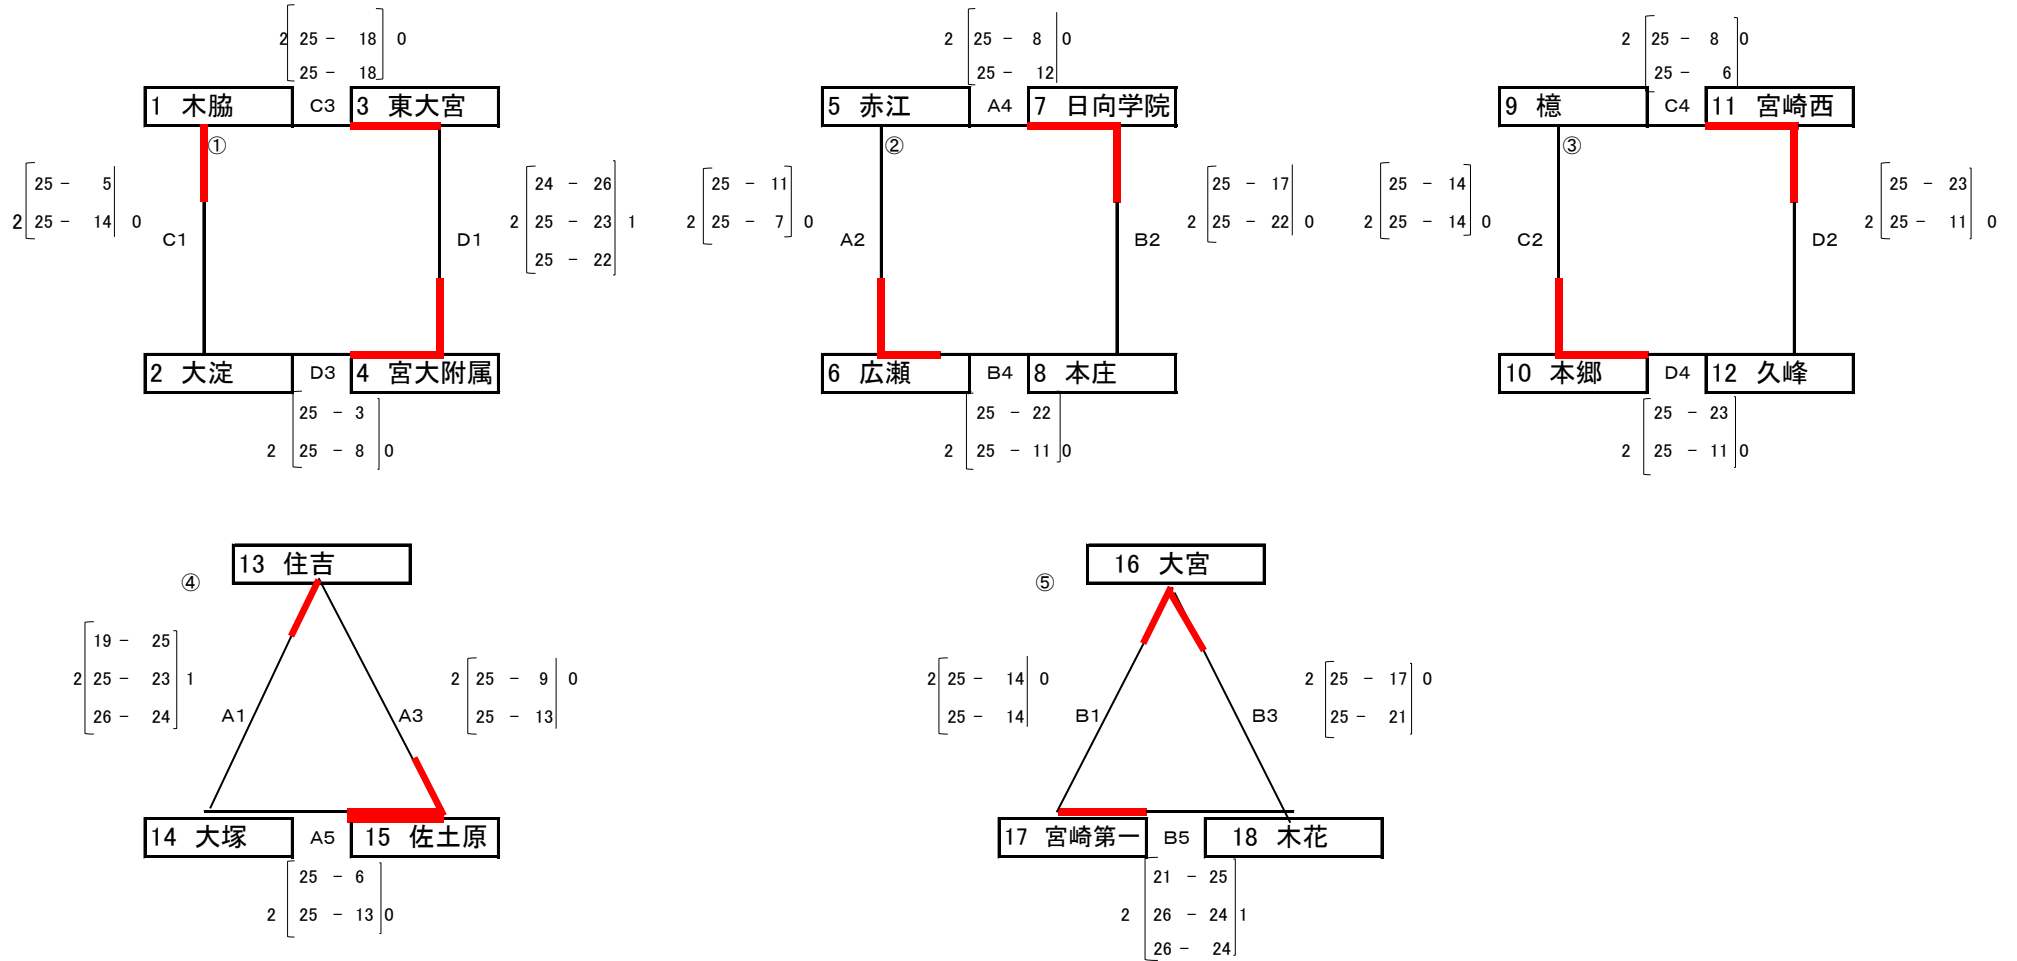 2 25 - 18 0
25 - 18
1 木脇 C3 3 東大宮
①
25 - 5
2 25 - 14 0
C1
24 - 26
2 25 - 23 1
25 - 22
D1
2 大淀 D3 4 宮大附属
25 - 3
2 25 - 8 0
2 25 - 8 0
25 - 12
5 赤江 A4 7 日向学院
②
25 - 11
2 25 - 7 0
A2
25 - 17
2 25 - 22 0
B2
6 広瀬 B4 8 本庄
25 - 22
2 25 - 11 0
2 25 - 8 0
25 - 6
9 檍 C4 11 宮崎西
③
25 - 14
2 25 - 14 0
C2
25 - 23
2 25 - 11 0
D2
10 本郷 D4 12 久峰
25 - 23
2 25 - 11 0
13 住吉
④
19 - 25
2 25 - 23 1
26 - 24
A1
2 25 - 9 0
25 - 13
A3
14 大塚 A5 15 佐土原
25 - 6
2 25 - 13 0
16 大宮
⑤
2 25 - 14 0
25 - 14
B1
2 25 - 17 0
25 - 21
B3
17 宮崎第一 B5 18 木花
21 - 25
2 26 - 24 1
26 - 24